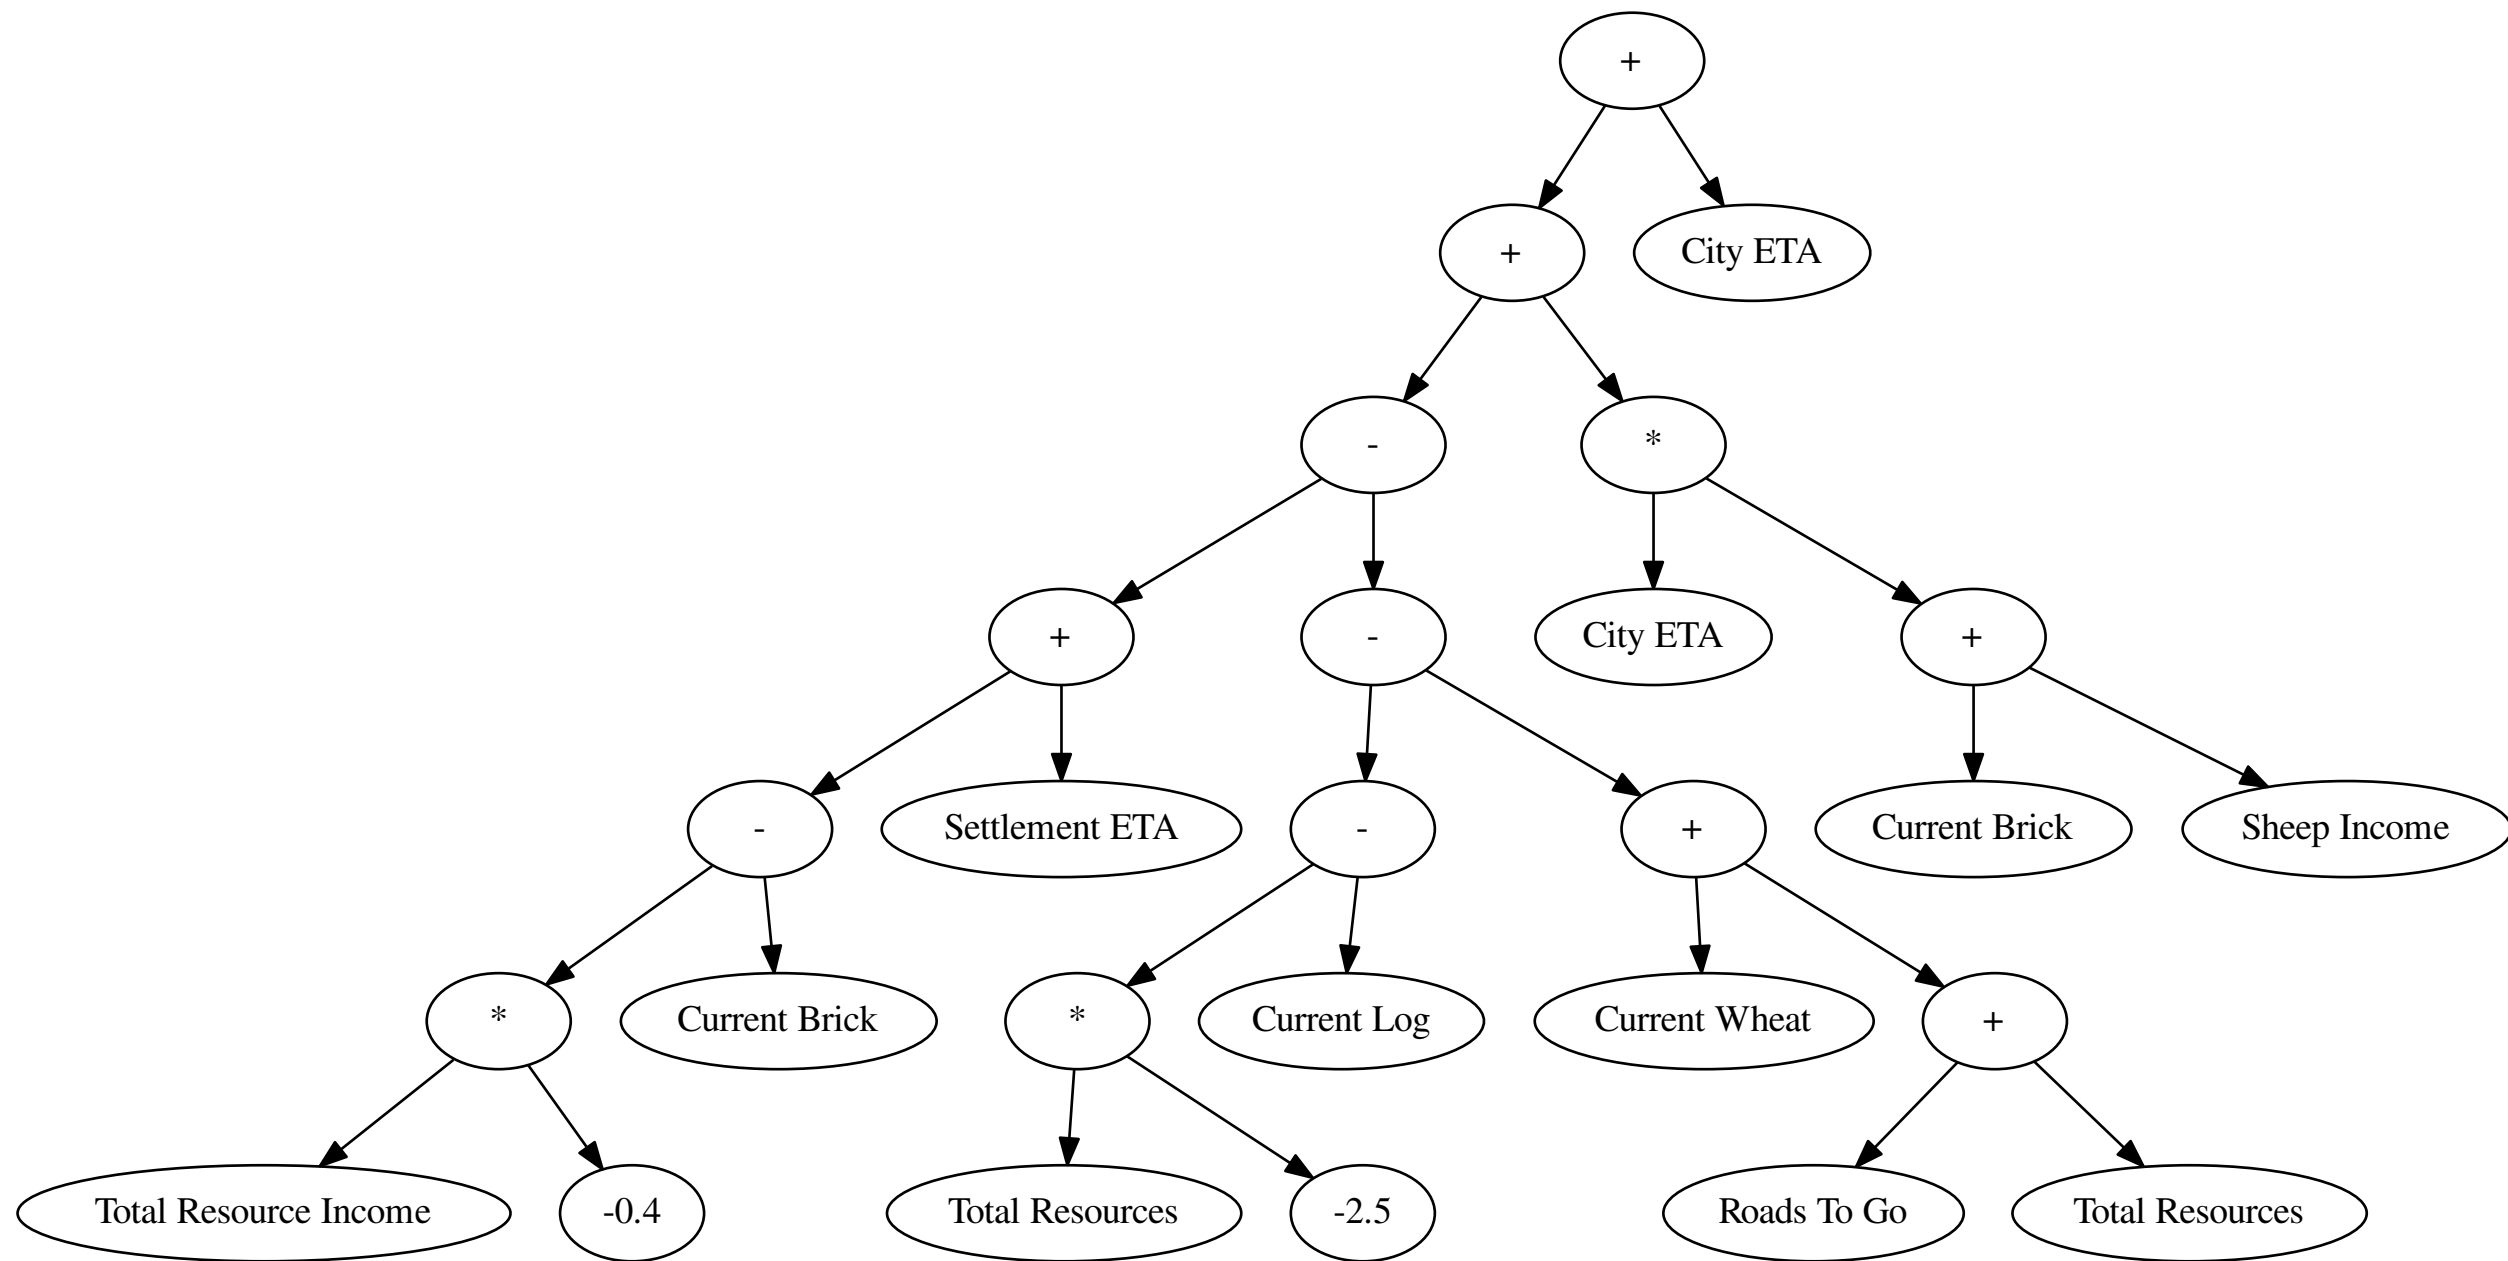 +
+
City ETA
-
*
+
-
City ETA
+
-
Settlement ETA
-
+
Current Brick
Sheep Income
*
Current Brick
*
Current Log
Current Wheat
+
Total Resource Income
-0.4
Total Resources
-2.5
Roads To Go
Total Resources